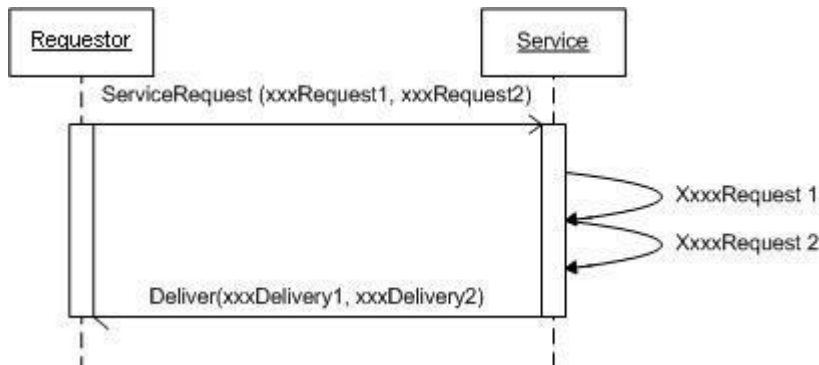 Requestor
Service
ServiceRequest (xxxRequest1, xxxRequest2)
XxxxRequest 1
XxxxRequest 2
Deliver(xxxDelivery1, xxxDelivery2)